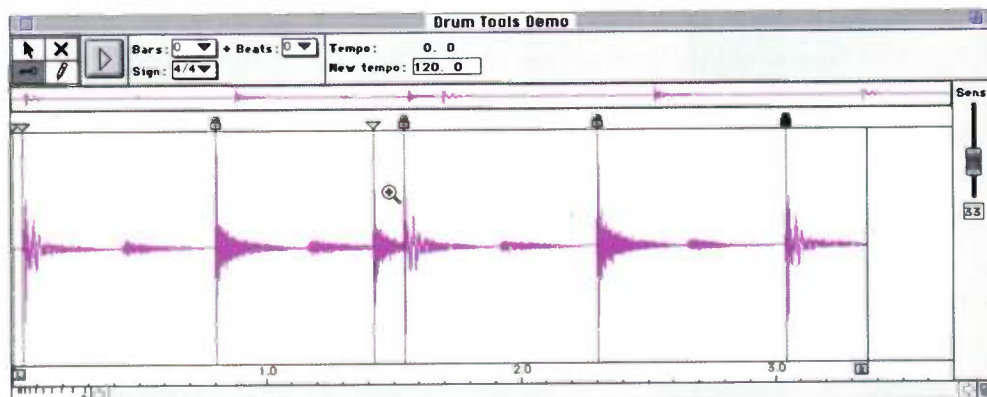 Drum Tools Demo
Bars: 0 + Beats: 0
Sign: 4/4
Tempo: 0. 0
New tempo: 120. 0
Sens
33
1.0 2.0 3.0